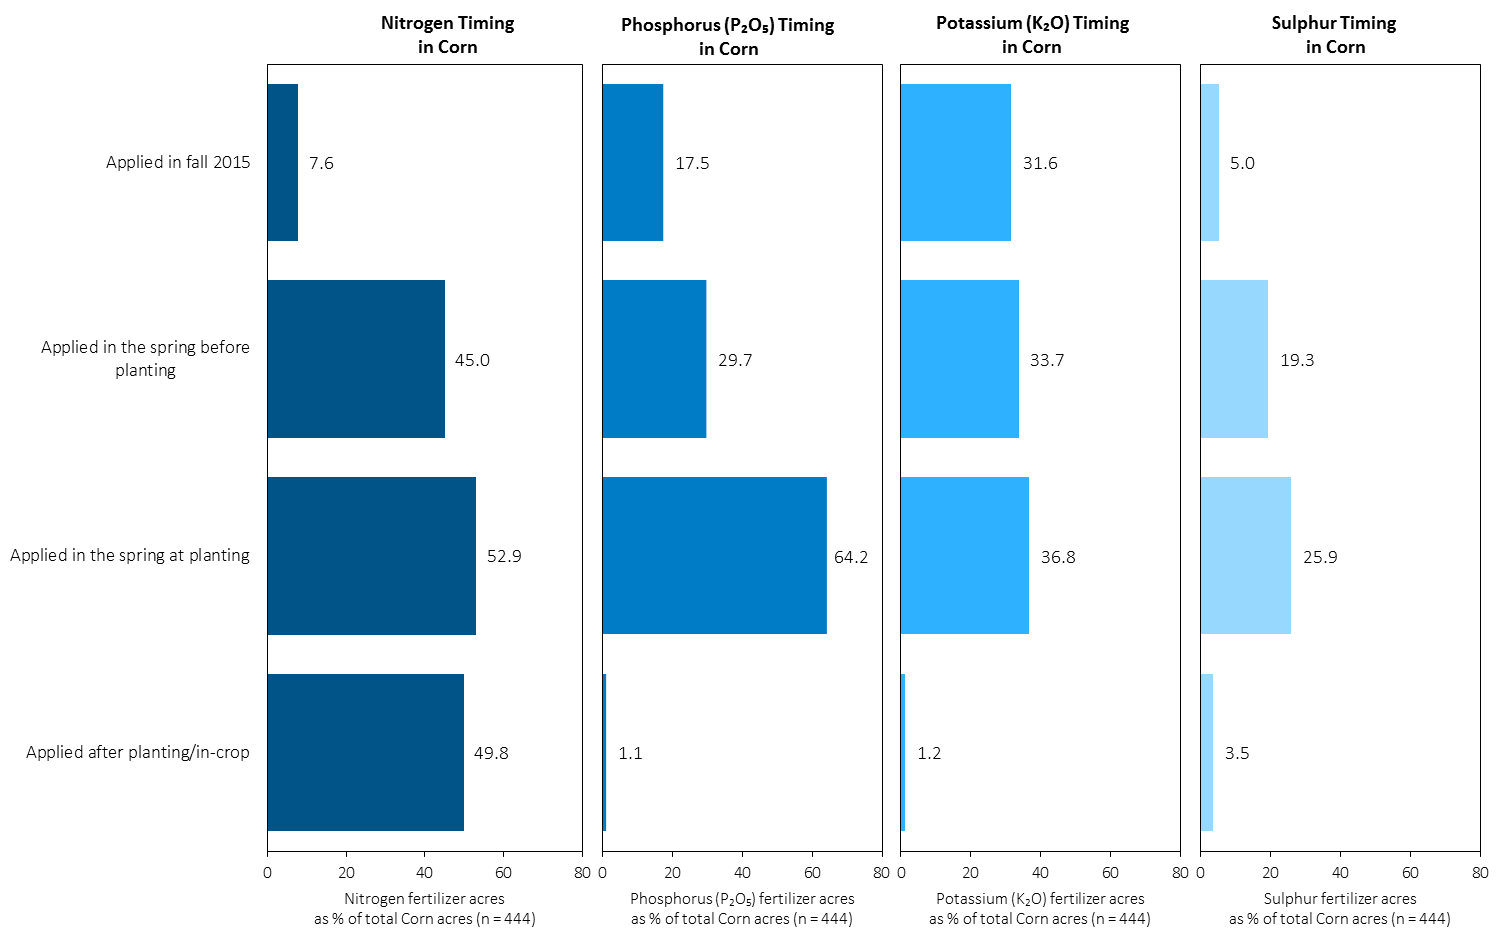 Nitrogen Timing
in Corn
Phosphorus (P₂O₅) Timing
in Corn
Potassium (K₂O) Timing
in Corn
Sulphur Timing
in Corn
Applied in fall 2015
7.6
17.5
31.6
5.0
Applied in the spring before
planting
45.0
29.7
33.7
19.3
Applied in the spring at planting
52.9
64.2
36.8
25.9
Applied after planting/in-crop
49.8
1.1
1.2
3.5
0 20 40 60 80
0 20 40 60 80
0 20 40 60 80
0 20 40 60 80
Nitrogen fertilizer acres
as % of total Corn acres (n = 444)
Phosphorus (P₂O₅) fertilizer acres
as % of total Corn acres (n = 444)
Potassium (K₂O) fertilizer acres
as % of total Corn acres (n = 444)
Sulphur fertilizer acres
as % of total Corn acres (n = 444)